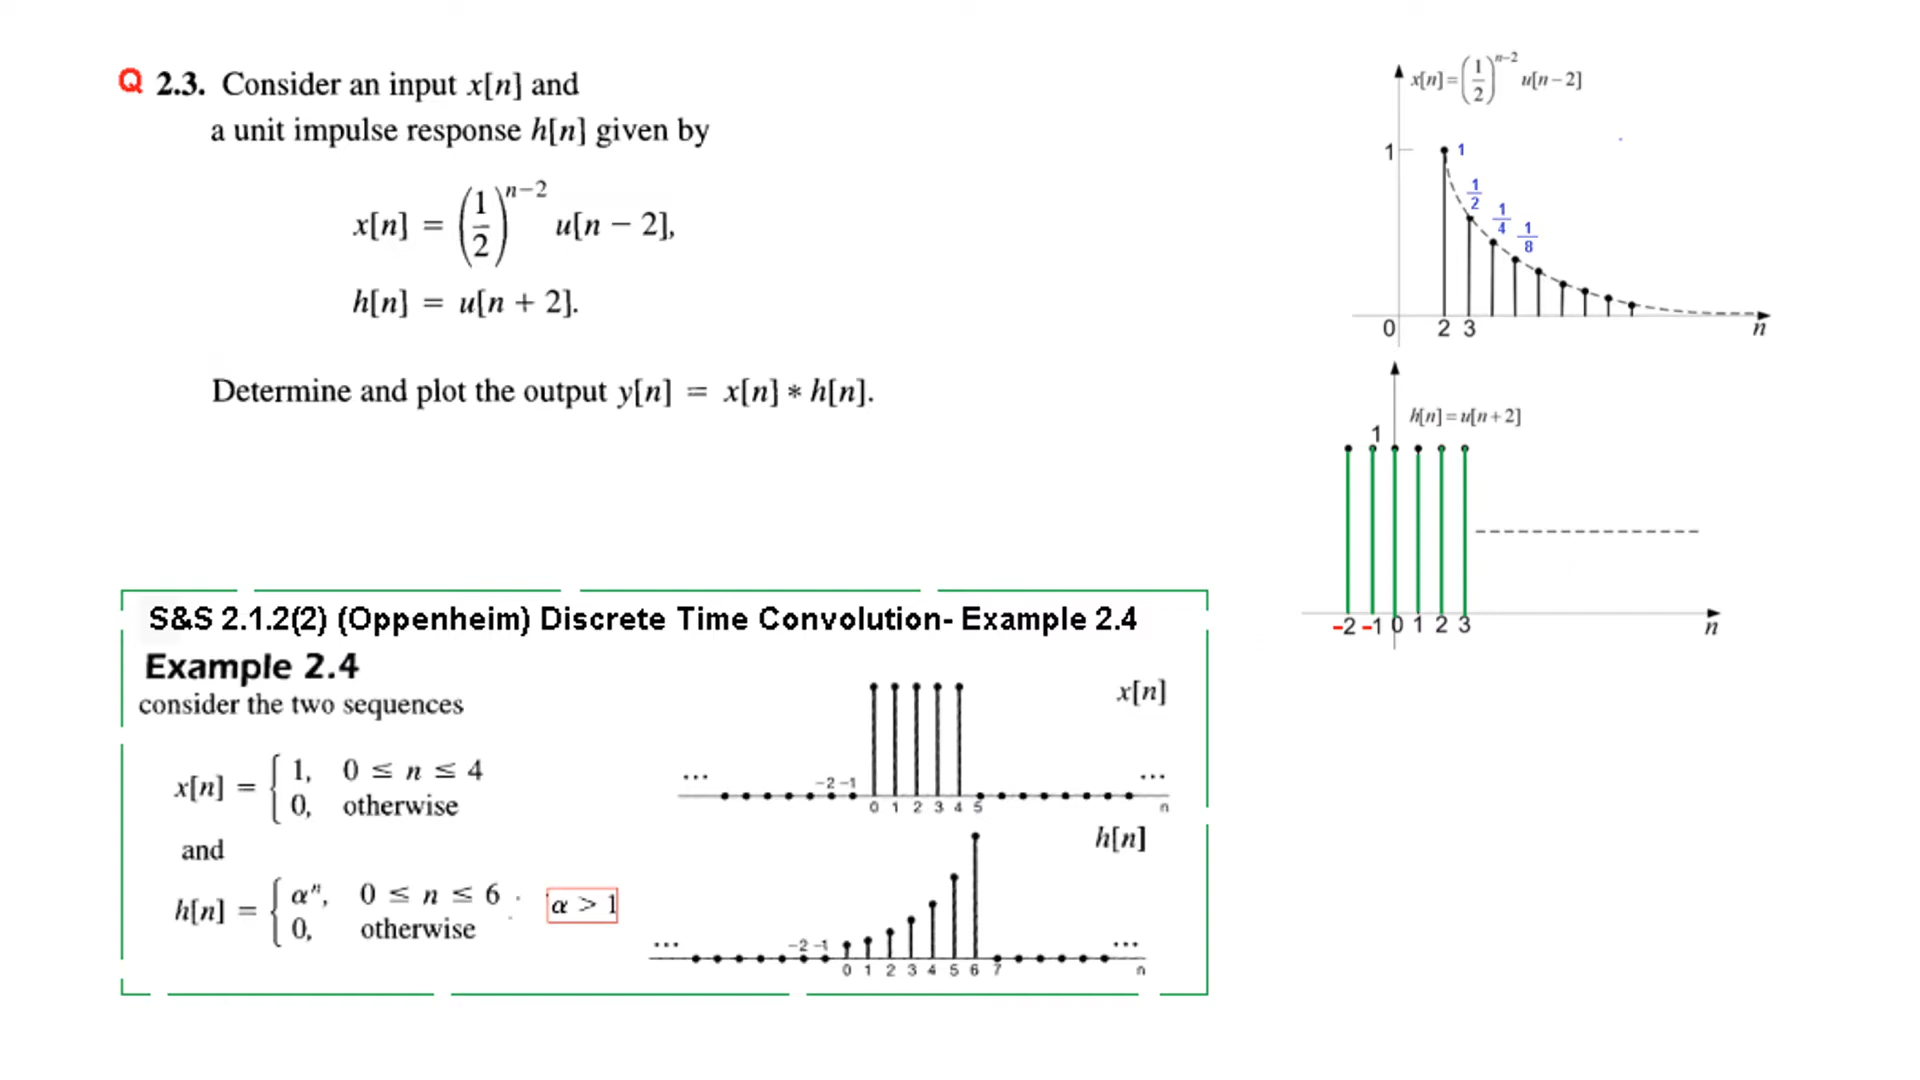 Q 2.3. Consider an input x[n] and
a unit impulse response h[n] given by
x[n] = (1/2)^{n−2} u[n − 2],
h[n] = u[n + 2].
Determine and plot the output y[n] = x[n] * h[n].
x[n] = (1/2)^{n−2} u[n − 2]
1
1
1/2
1/4
1/8
0 2 3 n
h[n] = u[n + 2]
1
-2 -1 0 1 2 3 n
S&S 2.1.2(2) (Oppenheim) Discrete Time Convolution- Example 2.4
Example 2.4
consider the two sequences
x[n] = { 1, 0 ≤ n ≤ 4
0, otherwise
and
h[n] = { αⁿ, 0 ≤ n ≤ 6
0, otherwise
α > 1
x[n]
... −2 −1 ...
0 1 2 3 4 5 n
h[n]
... −2 −1 ...
0 1 2 3 4 5 6 7 n